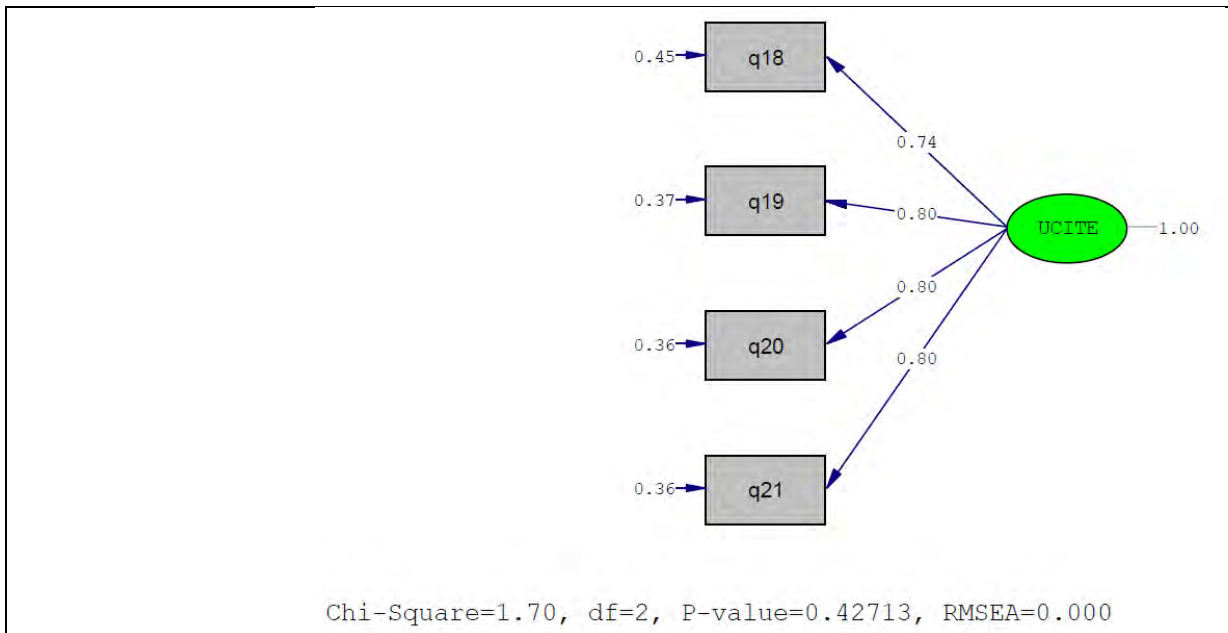 0.45 q18
0.74
0.37 q19
0.80
UCITE 1.00
0.80
0.36 q20
0.80
0.36 q21
Chi-Square=1.70, df=2, P-value=0.42713, RMSEA=0.000